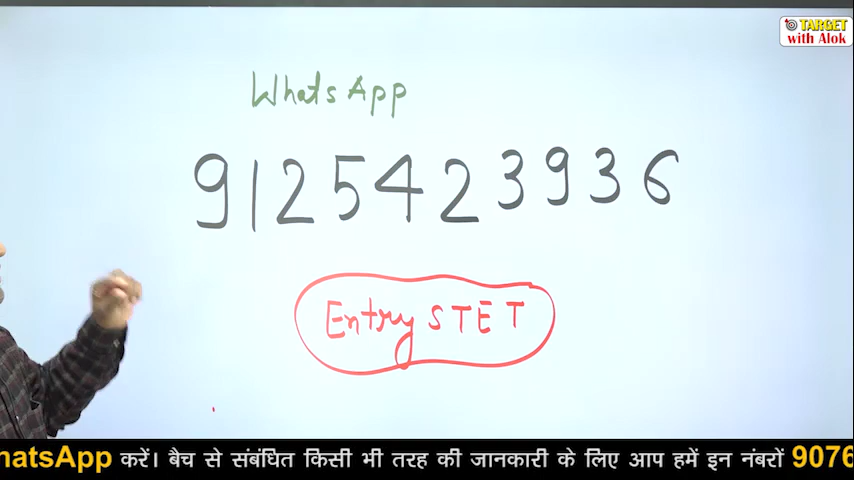 TARGET
with Alok
WhatsApp
9125423936
Entry STET
hatsApp करें। बैच से संबंधित किसी भी तरह की जानकारी के लिए आप हमें इन नंबरों 9076